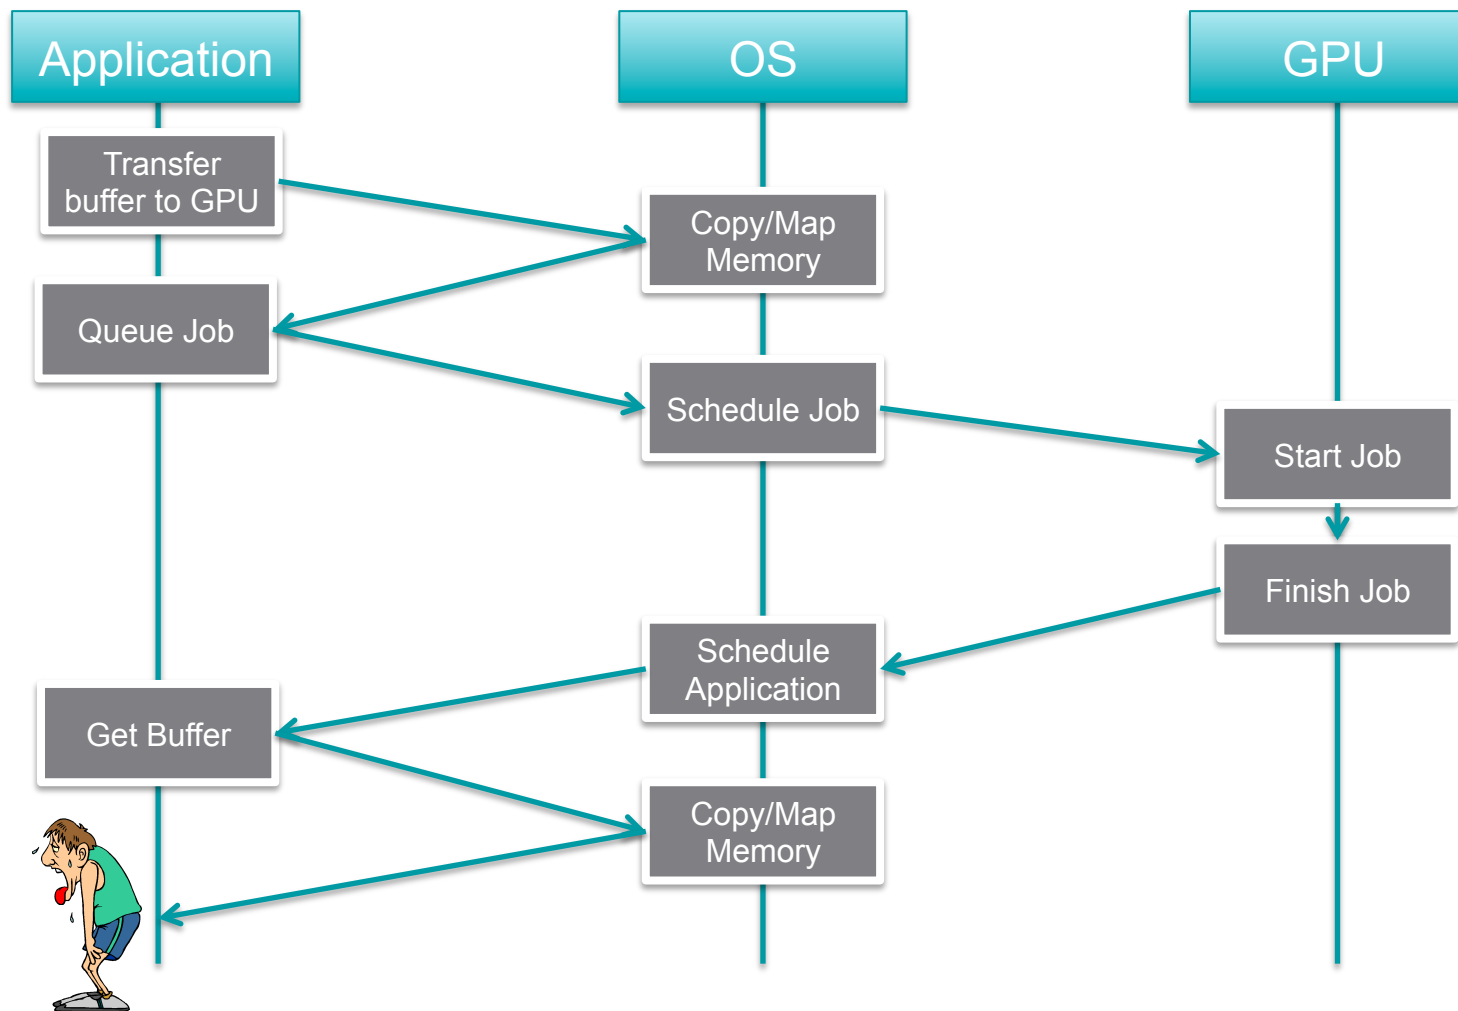 Application
OS
GPU
Transfer
buffer to GPU
Copy/Map
Memory
Queue Job
Schedule Job
Start Job
Finish Job
Schedule
Application
Get Buffer
Copy/Map
Memory